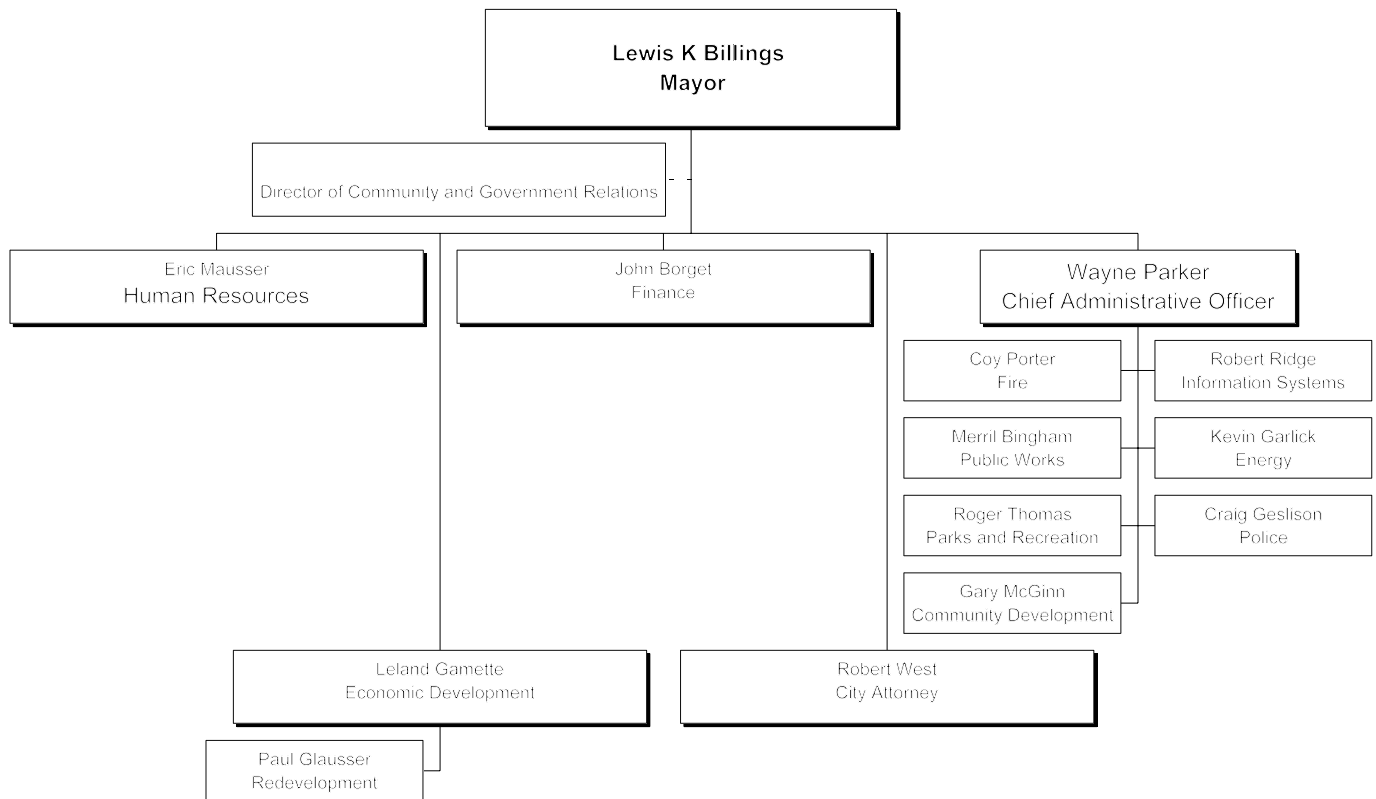 Lewis K Billings
Mayor
Director of Community and Government Relations
Eric Mausser
Human Resources
John Borget
Finance
Wayne Parker
Chief Administrative Officer
Coy Porter
Fire
Robert Ridge
Information Systems
Merril Bingham
Public Works
Kevin Garlick
Energy
Roger Thomas
Parks and Recreation
Craig Geslison
Police
Gary McGinn
Community Development
Leland Gamette
Economic Development
Robert West
City Attorney
Paul Glausser
Redevelopment